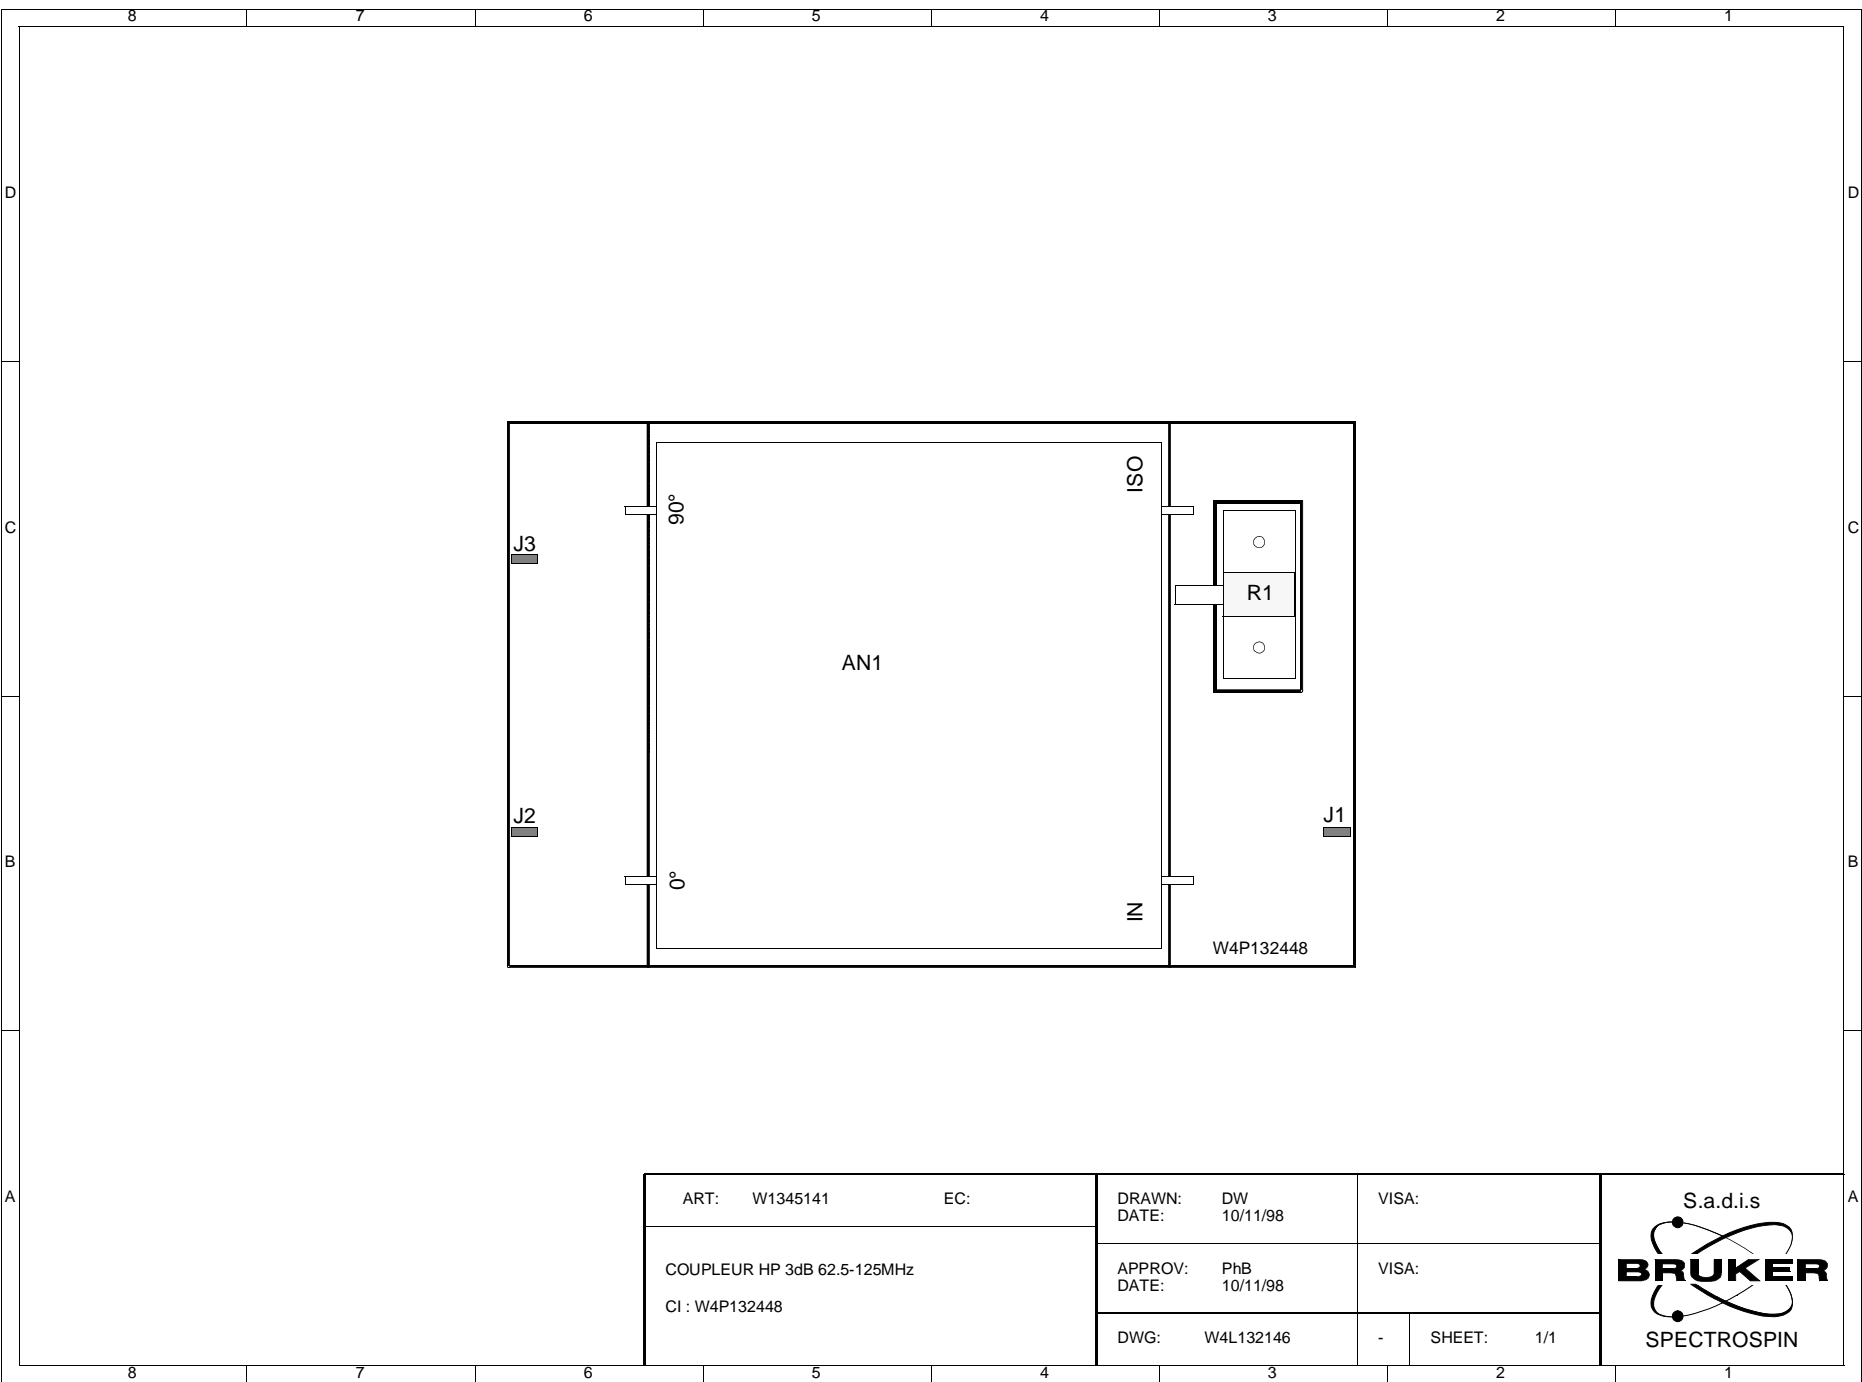 8 7 6 5 4 3 2 1
D D
ISO
90°
C C
J3
R1
AN1
J2 J1
B B
0°
IN
W4P132448
A A
ART: W1345141 EC:
COUPLEUR HP 3dB 62.5-125MHz
CI : W4P132448
DRAWN: DW
DATE: 10/11/98
VISA:
APPROV: PhB
DATE: 10/11/98
VISA:
DWG: W4L132146 - SHEET: 1/1
S.a.d.i.s
BRUKER
SPECTROSPIN
8 7 6 5 4 3 2 1